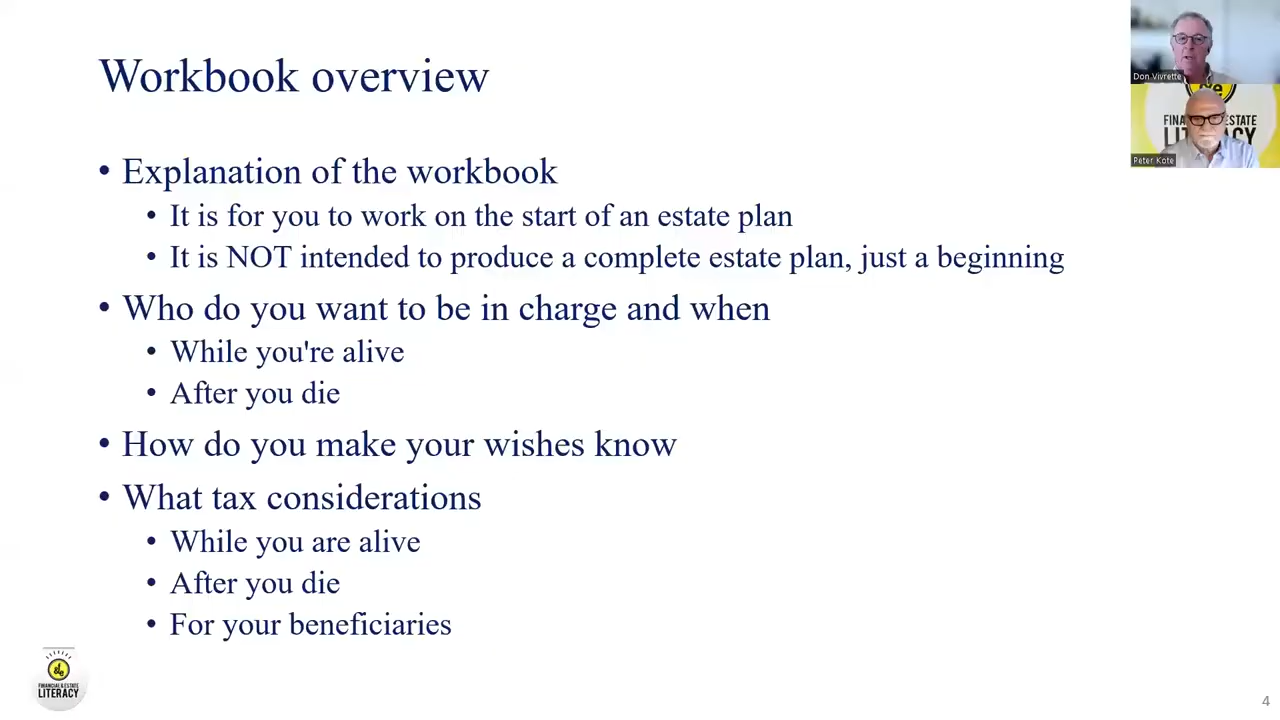 Workbook overview
• Explanation of the workbook
• It is for you to work on the start of an estate plan
• It is NOT intended to produce a complete estate plan, just a beginning
• Who do you want to be in charge and when
• While you're alive
• After you die
• How do you make your wishes know
• What tax considerations
• While you are alive
• After you die
• For your beneficiaries
Don Vivrette
Peter Kote
FINANCIAL & ESTATE
LITERACY
4